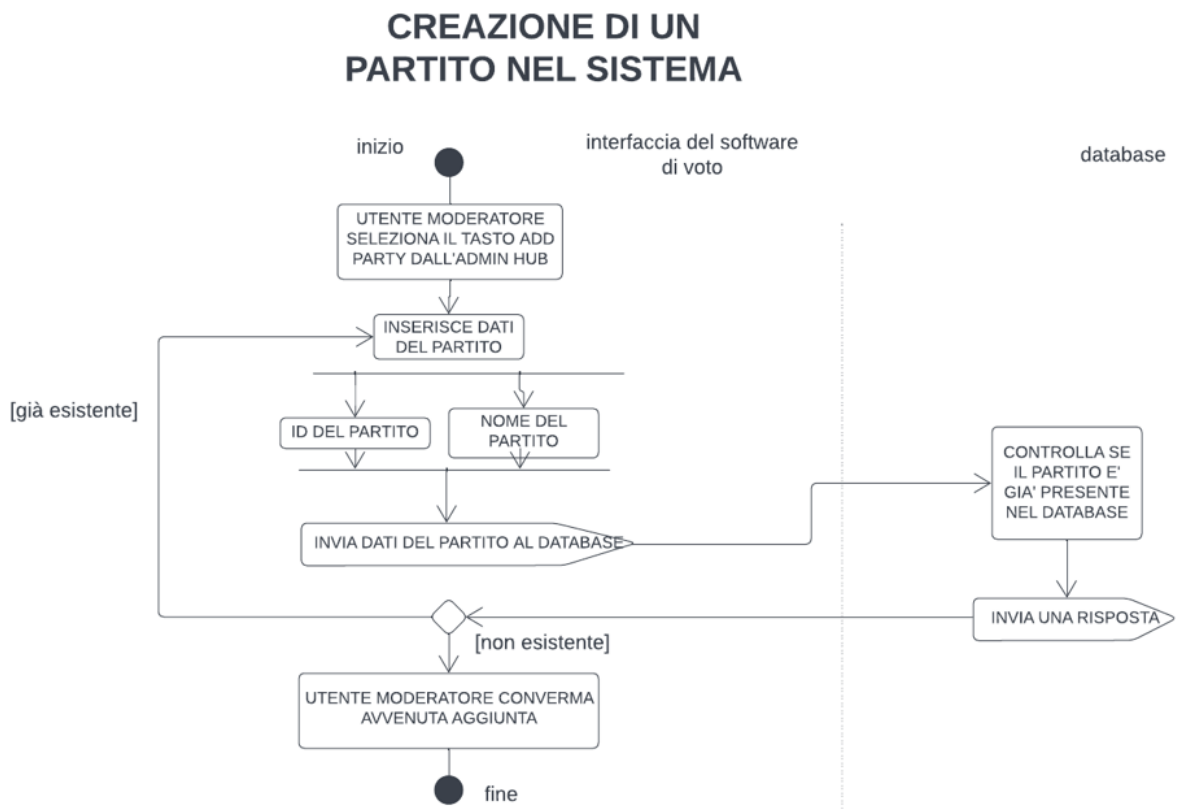 CREAZIONE DI UN
PARTITO NEL SISTEMA
inizio
interfaccia del software
di voto
database
UTENTE MODERATORE
SELEZIONA IL TASTO ADD
PARTY DALL'ADMIN HUB
INSERISCE DATI
DEL PARTITO
[già esistente]
ID DEL PARTITO
NOME DEL
PARTITO
CONTROLLA SE
IL PARTITO E'
GIA' PRESENTE
NEL DATABASE
INVIA DATI DEL PARTITO AL DATABASE
INVIA UNA RISPOSTA
[non esistente]
UTENTE MODERATORE CONVERMA
AVVENUTA AGGIUNTA
fine